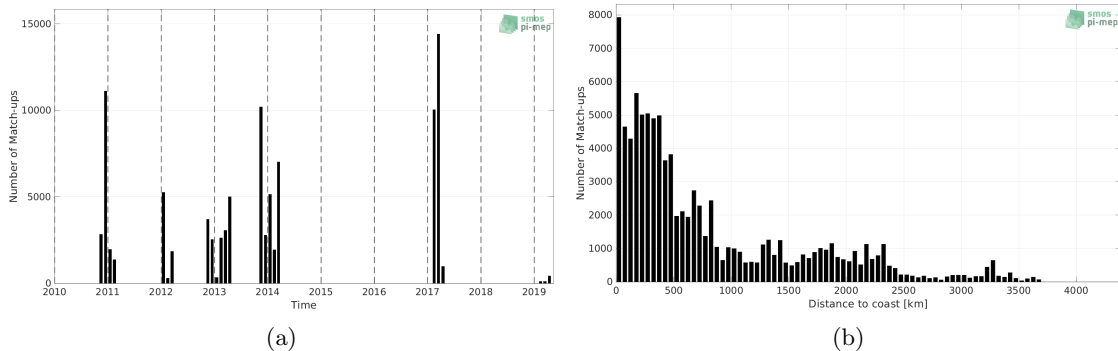 smos
pi-mep
Number of Match-ups
15000
10000
5000
0
2010 2011 2012 2013 2014 2015 2016 2017 2018 2019
Time
(a)
smos
pi-mep
Number of Match-ups
8000
7000
6000
5000
4000
3000
2000
1000
0
0 500 1000 1500 2000 2500 3000 3500 4000
Distance to coast [km]
(b)